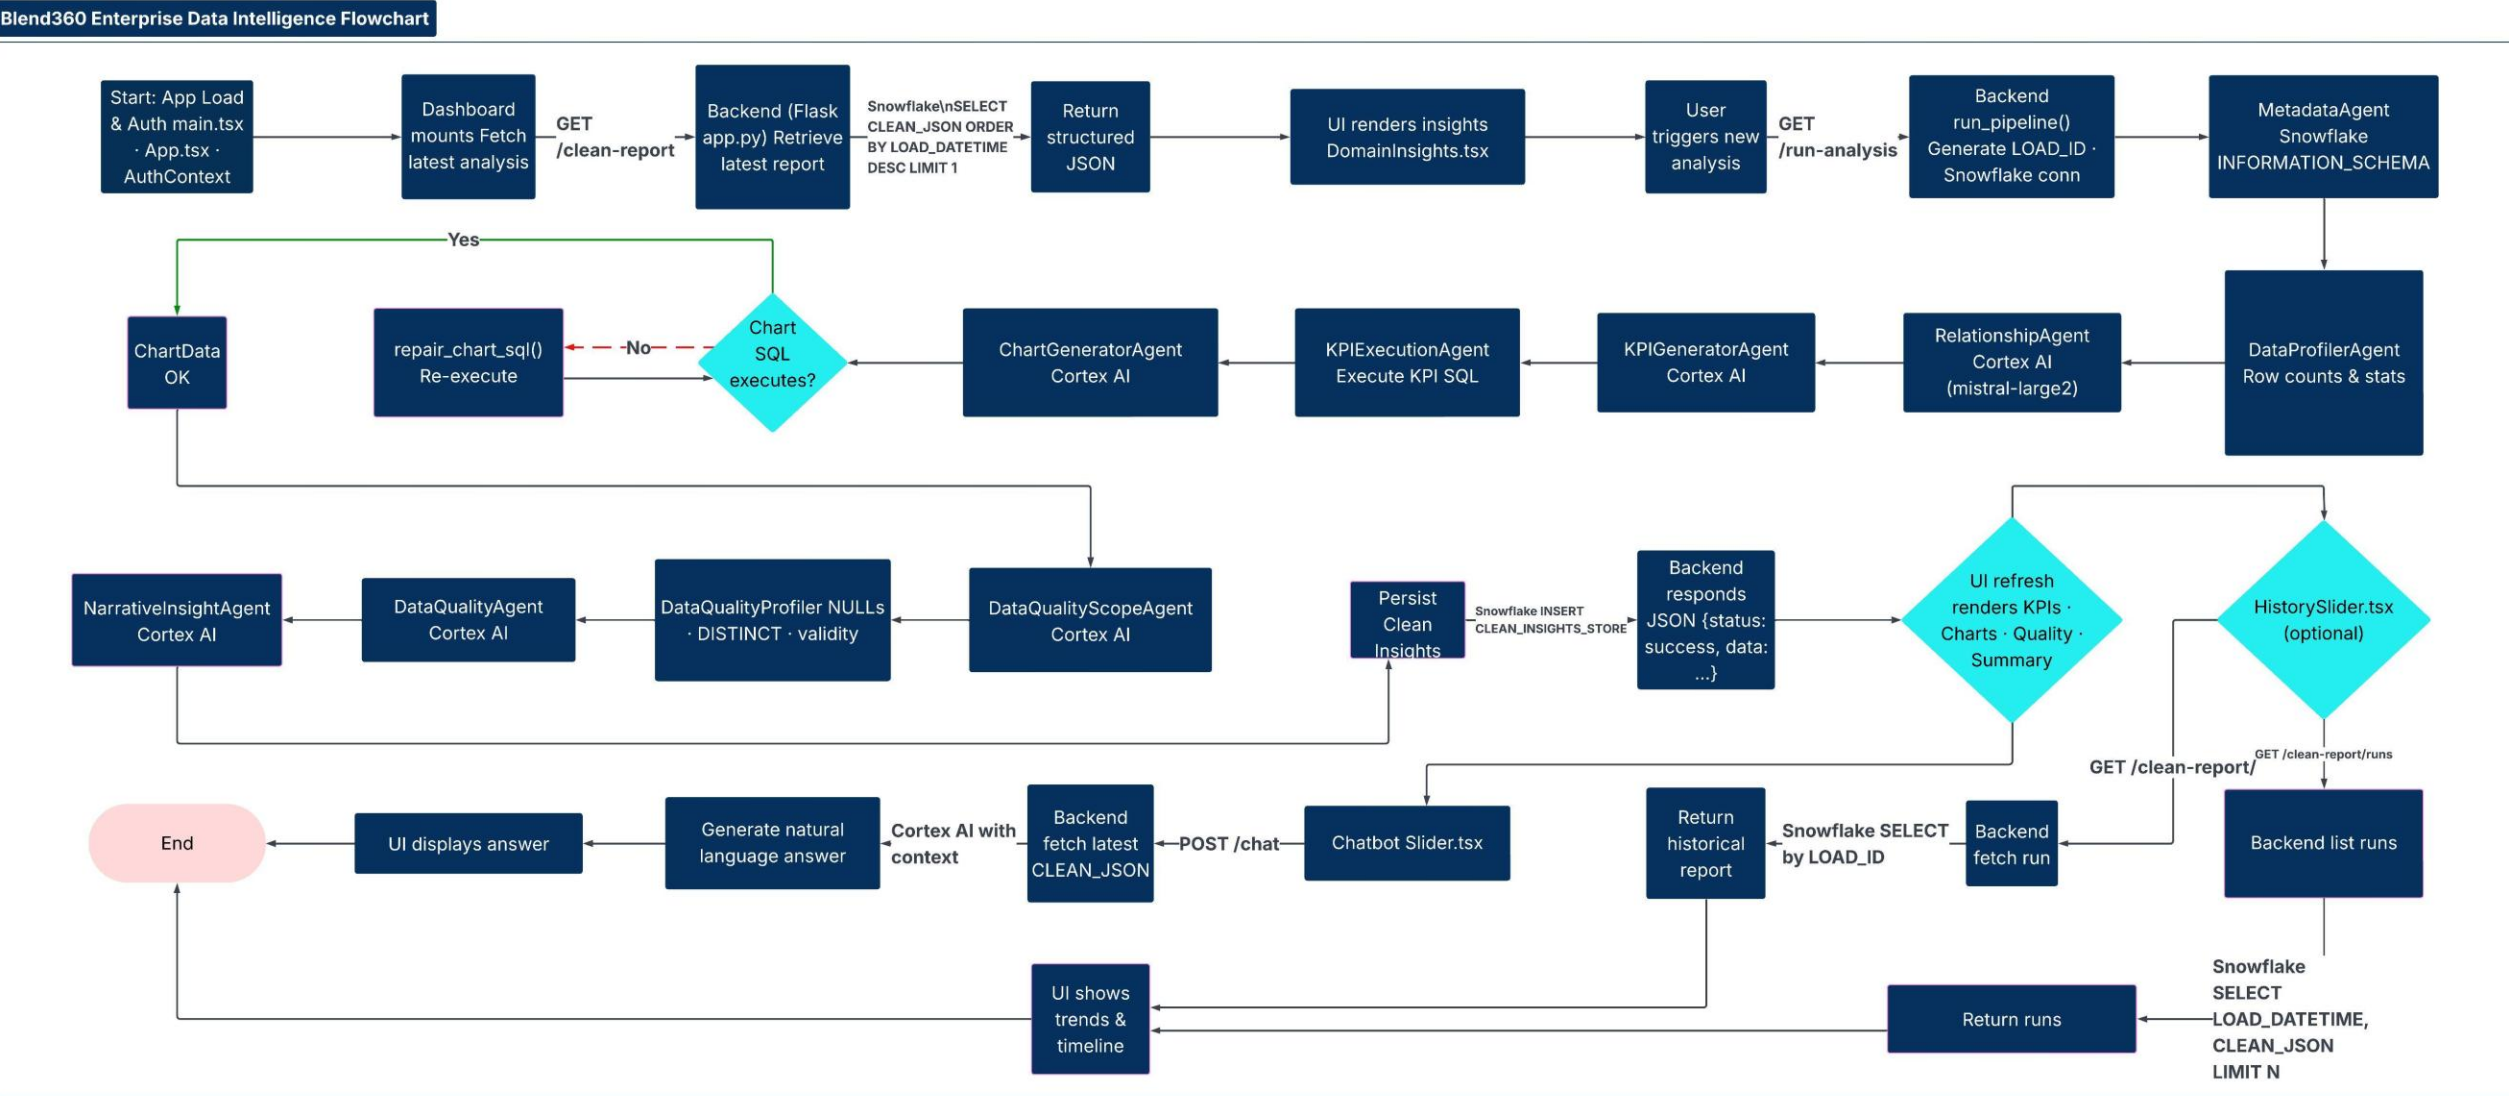 Blend360 Enterprise Data Intelligence Flowchart
Start: App Load
& Auth main.tsx
· App.tsx ·
AuthContext
Dashboard
mounts Fetch
latest analysis
GET
/clean-report
Backend (Flask
app.py) Retrieve
latest report
Snowflake\nSELECT
CLEAN_JSON ORDER
BY LOAD_DATETIME
DESC LIMIT 1
Return
structured
JSON
UI renders insights
DomainInsights.tsx
User
triggers new
analysis
GET
/run-analysis
Backend
run_pipeline()
Generate LOAD_ID ·
Snowflake conn
MetadataAgent
Snowflake
INFORMATION_SCHEMA
Yes
ChartData
OK
repair_chart_sql()
Re-execute
No
Chart
SQL
executes?
ChartGeneratorAgent
Cortex AI
KPIExecutionAgent
Execute KPI SQL
KPIGeneratorAgent
Cortex AI
RelationshipAgent
Cortex AI
(mistral-large2)
DataProfilerAgent
Row counts & stats
NarrativeInsightAgent
Cortex AI
DataQualityAgent
Cortex AI
DataQualityProfiler NULLs
· DISTINCT · validity
DataQualityScopeAgent
Cortex AI
Persist
Clean
Insights
Snowflake INSERT
CLEAN_INSIGHTS_STORE
Backend
responds
JSON {status:
success, data:
...}
UI refresh
renders KPIs ·
Charts · Quality ·
Summary
HistorySlider.tsx
(optional)
GET /clean-report/runs
GET /clean-report/
End
UI displays answer
Generate natural
language answer
Cortex AI with
context
Backend
fetch latest
CLEAN_JSON
POST /chat
Chatbot Slider.tsx
Return
historical
report
Snowflake SELECT
by LOAD_ID
Backend
fetch run
Backend list runs
UI shows
trends &
timeline
Return runs
Snowflake
SELECT
LOAD_DATETIME,
CLEAN_JSON
LIMIT N